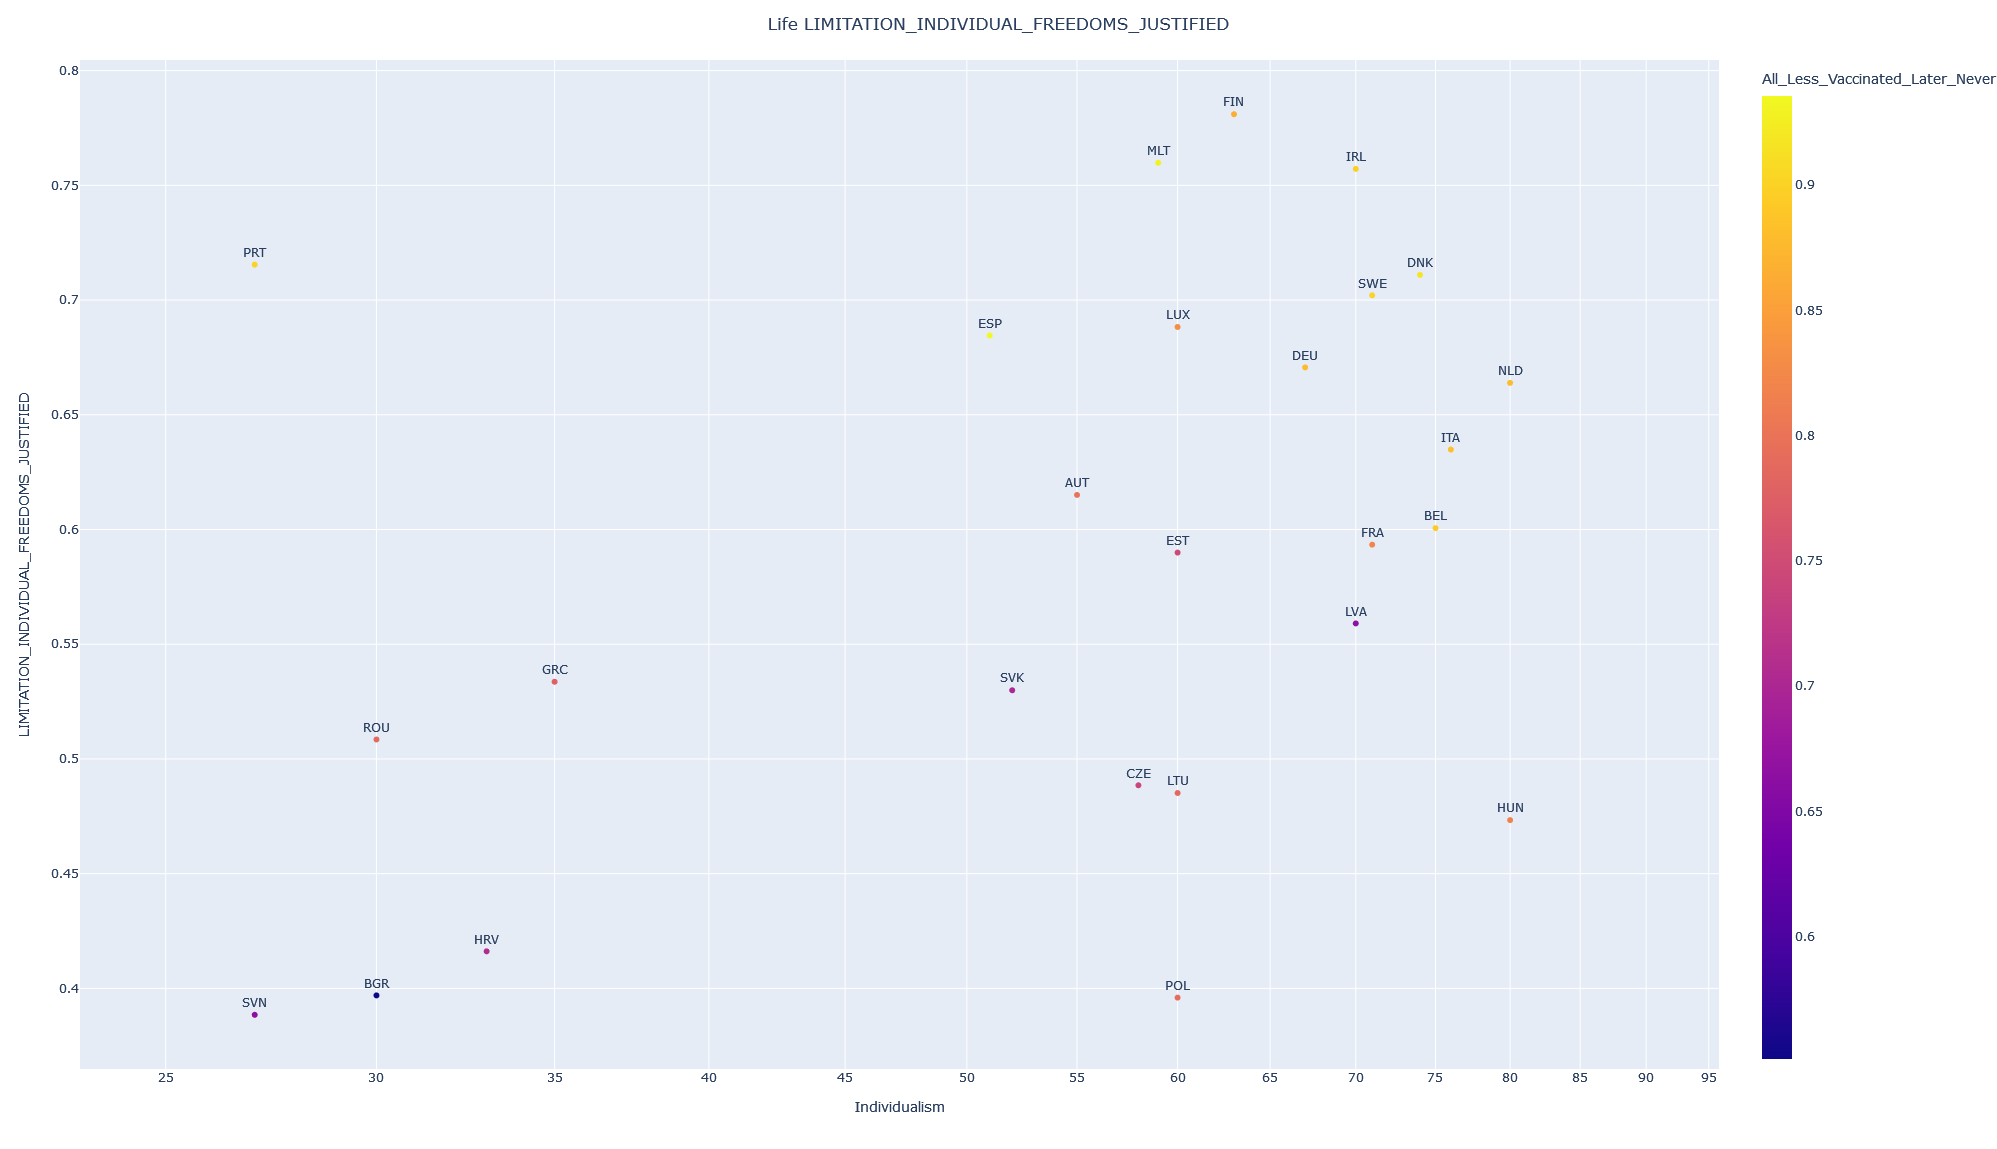 Life LIMITATION_INDIVIDUAL_FREEDOMS_JUSTIFIED
All_Less_Vaccinated_Later_Never
0.9
0.85
0.8
0.75
0.7
0.65
0.6
LIMITATION_INDIVIDUAL_FREEDOMS_JUSTIFIED
0.8
0.75
0.7
0.65
0.6
0.55
0.5
0.45
0.4
FIN
MLT
IRL
PRT
DNK
SWE
LUX
ESP
DEU
NLD
ITA
AUT
BEL
FRA
EST
LVA
GRC
SVK
ROU
CZE
LTU
HUN
HRV
BGR
POL
SVN
25 30 35 40 45 50 55 60 65 70 75 80 85 90 95
Individualism